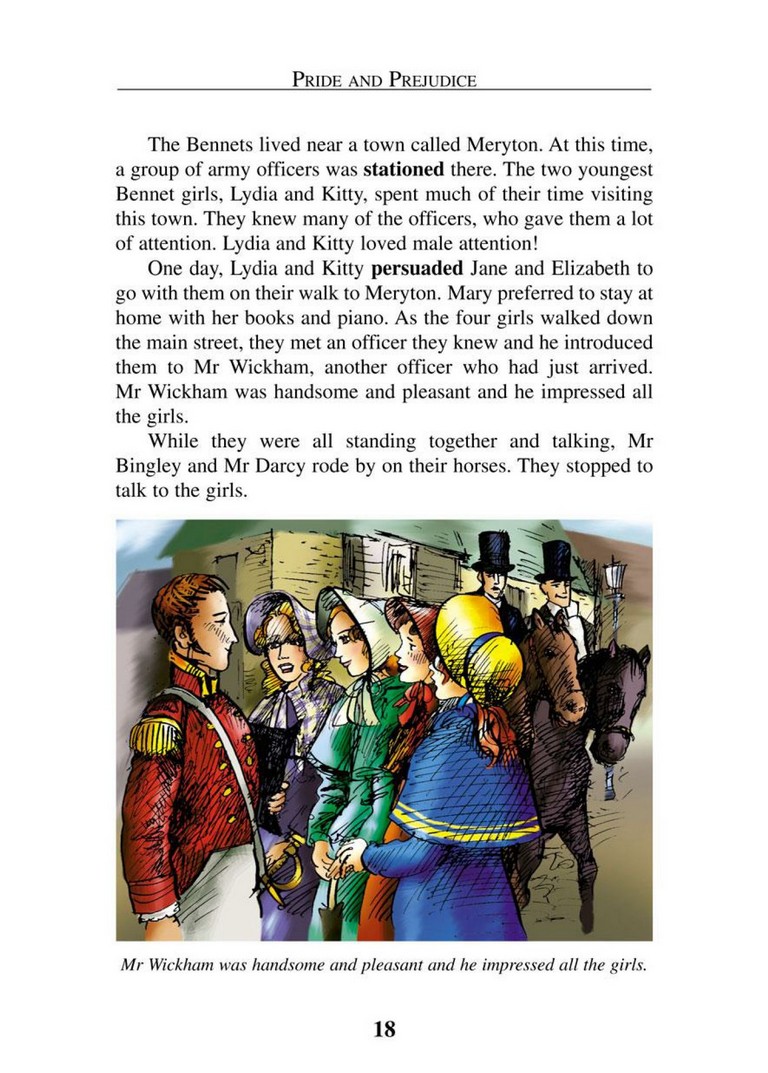 PRIDE AND PREJUDICE
The Bennets lived near a town called Meryton. At this time,
a group of army officers was stationed there. The two youngest
Bennet girls, Lydia and Kitty, spent much of their time visiting
this town. They knew many of the officers, who gave them a lot
of attention. Lydia and Kitty loved male attention!
One day, Lydia and Kitty persuaded Jane and Elizabeth to
go with them on their walk to Meryton. Mary preferred to stay at
home with her books and piano. As the four girls walked down
the main street, they met an officer they knew and he introduced
them to Mr Wickham, another officer who had just arrived.
Mr Wickham was handsome and pleasant and he impressed all
the girls.
While they were all standing together and talking, Mr
Bingley and Mr Darcy rode by on their horses. They stopped to
talk to the girls.
Mr Wickham was handsome and pleasant and he impressed all the girls.
18